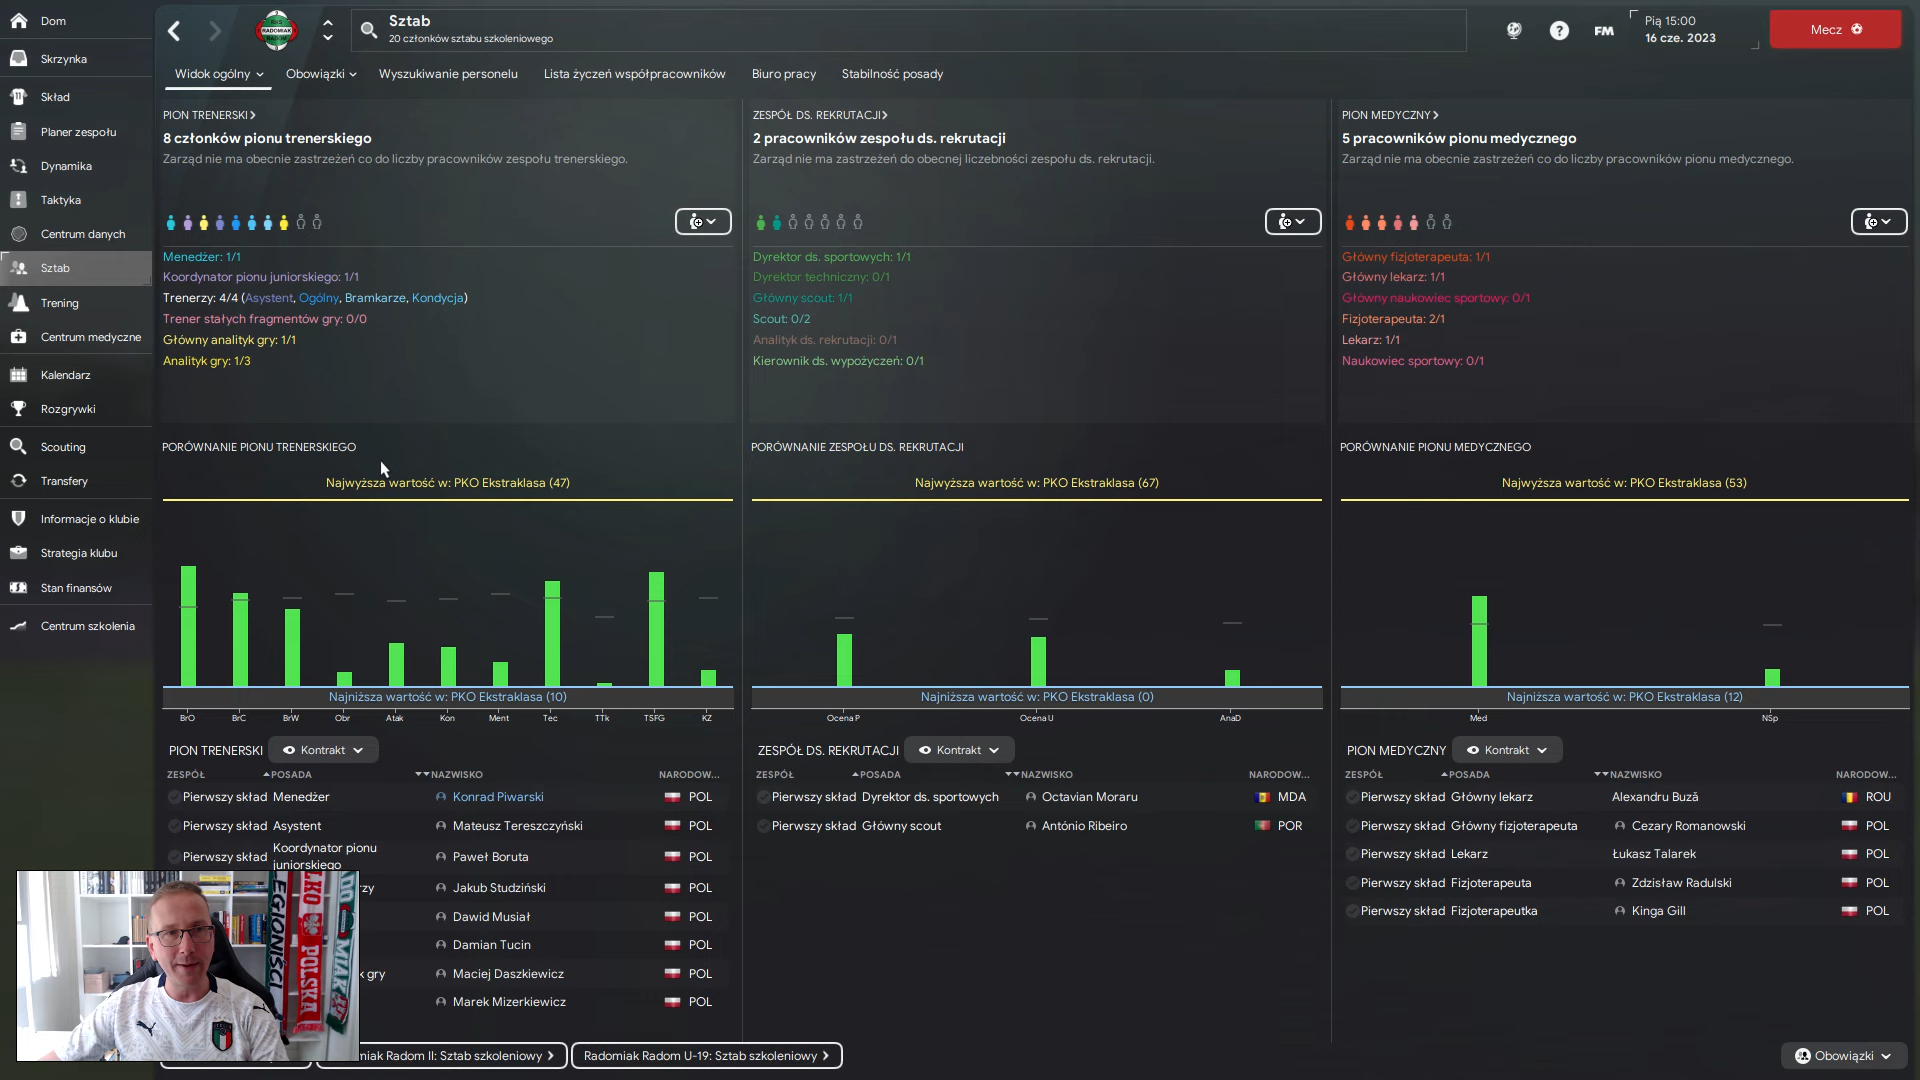 Dom
Skrzynka
Skład
Planer zespołu
Dynamika
Taktyka
Centrum danych
Sztab
Trening
Centrum medyczne
Kalendarz
Rozgrywki
Scouting
Transfery
Informacje o klubie
Strategia klubu
Stan finansów
Centrum szkolenia
RADOMIAK
Sztab
20 członków sztabu szkoleniowego
FM
Pią 15:00
16 cze. 2023
Mecz
Widok ogólny
Obowiązki
Wyszukiwanie personelu
Lista życzeń współpracowników
Biuro pracy
Stabilność posady
PION TRENERSKI
8 członków pionu trenerskiego
Zarząd nie ma obecnie zastrzeżeń co do liczby pracowników zespołu trenerskiego.
Menedżer: 1/1
Koordynator pionu juniorskiego: 1/1
Trenerzy: 4/4 (Asystent, Ogólny, Bramkarze, Kondycja)
Trener stałych fragmentów gry: 0/0
Główny analityk gry: 1/1
Analityk gry: 1/3
ZESPÓŁ DS. REKRUTACJI
2 pracowników zespołu ds. rekrutacji
Zarząd nie ma zastrzeżeń do obecnej liczebności zespołu ds. rekrutacji.
Dyrektor ds. sportowych: 1/1
Dyrektor techniczny: 0/1
Główny scout: 1/1
Scout: 0/2
Analityk ds. rekrutacji: 0/1
Kierownik ds. wypożyczeń: 0/1
PION MEDYCZNY
5 pracowników pionu medycznego
Zarząd nie ma obecnie zastrzeżeń co do liczby pracowników pionu medycznego.
Główny fizjoterapeuta: 1/1
Główny lekarz: 1/1
Główny naukowiec sportowy: 0/1
Fizjoterapeuta: 2/1
Lekarz: 1/1
Naukowiec sportowy: 0/1
PORÓWNANIE PIONU TRENERSKIEGO
Najwyższa wartość w: PKO Ekstraklasa (47)
Najniższa wartość w: PKO Ekstraklasa (10)
BrO BrC BrW Obr Atak Kon Ment Tec TTk TSFG KZ
PORÓWNANIE ZESPOŁU DS. REKRUTACJI
Najwyższa wartość w: PKO Ekstraklasa (67)
Najniższa wartość w: PKO Ekstraklasa (0)
Ocena P Ocena U AnaD
PORÓWNANIE PIONU MEDYCZNEGO
Najwyższa wartość w: PKO Ekstraklasa (53)
Najniższa wartość w: PKO Ekstraklasa (12)
Med NSp
PION TRENERSKI Kontrakt
ZESPÓŁ POSADA NAZWISKO NARODOW...
Pierwszy skład Menedżer Konrad Piwarski POL
Pierwszy skład Asystent Mateusz Tereszczyński POL
Pierwszy skład Koordynator pionu juniorskiego Paweł Boruta POL
rzy Jakub Studziński POL
Dawid Musiał POL
Damian Tucin POL
k gry Maciej Daszkiewicz POL
Marek Mizerkiewicz POL
ZESPÓŁ DS. REKRUTACJI Kontrakt
ZESPÓŁ POSADA NAZWISKO NARODOW...
Pierwszy skład Dyrektor ds. sportowych Octavian Moraru MDA
Pierwszy skład Główny scout António Ribeiro POR
PION MEDYCZNY Kontrakt
ZESPÓŁ POSADA NAZWISKO NARODOW...
Pierwszy skład Główny lekarz Alexandru Buză ROU
Pierwszy skład Główny fizjoterapeuta Cezary Romanowski POL
Pierwszy skład Lekarz Łukasz Talarek POL
Pierwszy skład Fizjoterapeuta Zdzisław Radulski POL
Pierwszy skład Fizjoterapeutka Kinga Gill POL
EGIONIŚCI
LKO
POLSKA
MIAK
miak Radom II: Sztab szkoleniowy
Radomiak Radom U-19: Sztab szkoleniowy
Obowiązki